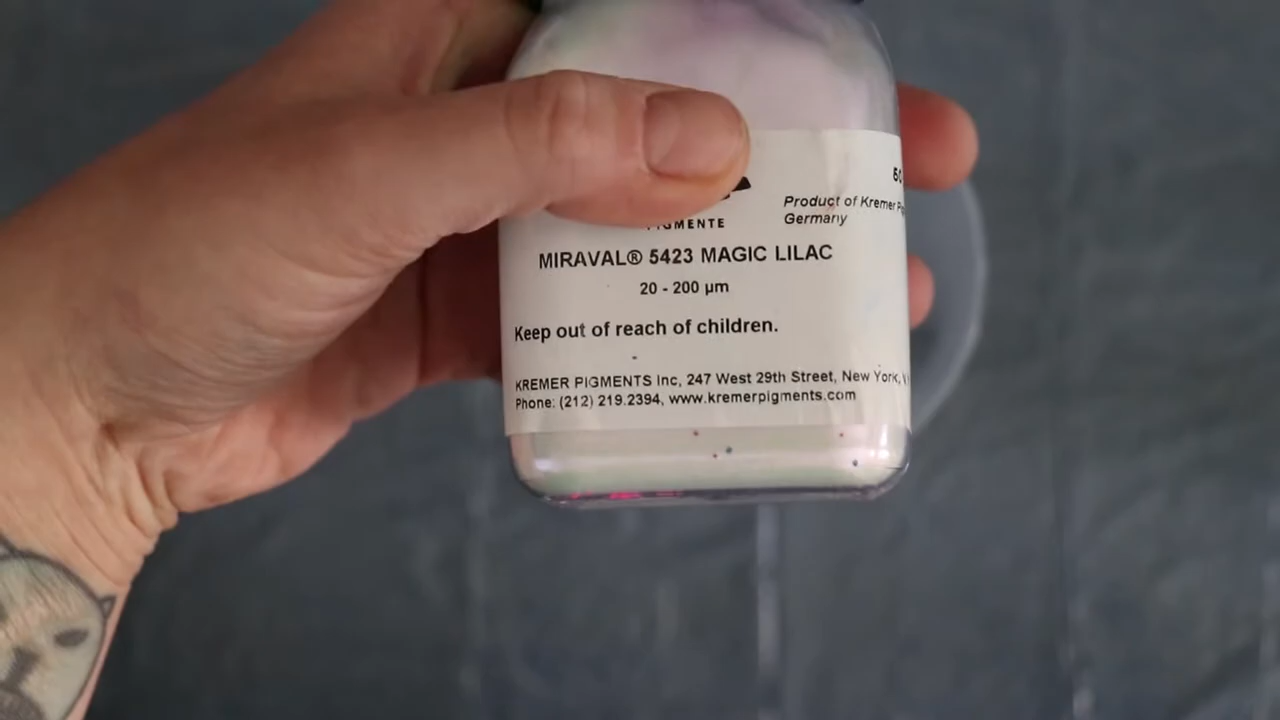 PIGMENTE
Product of Kremer
Germany
MIRAVAL® 5423 MAGIC LILAC
20 - 200 µm
Keep out of reach of children.
KREMER PIGMENTS Inc, 247 West 29th Street, New York,
Phone: (212) 219.2394, www.kremerpigments.com